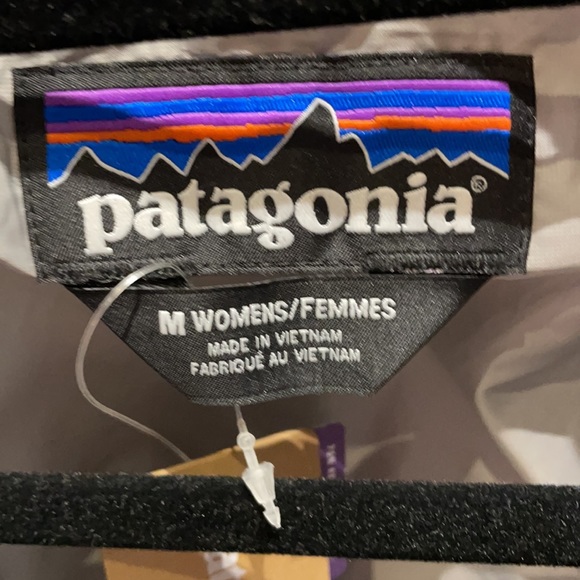 patagonia®
M WOMENS/FEMMES
MADE IN VIETNAM
FABRIQUÉ AU VIETNAM